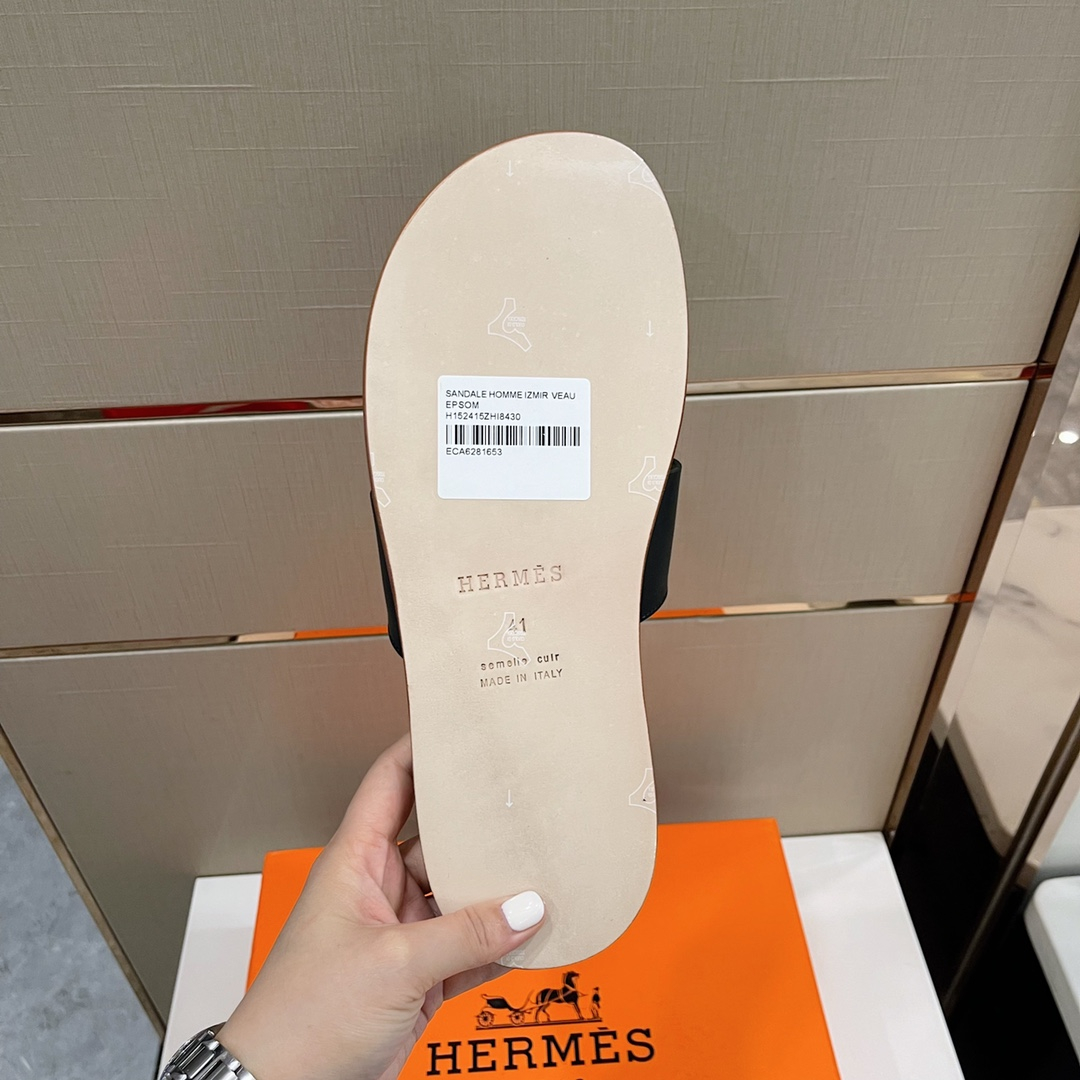 SANDALE HOMME IZMIR VEAU
EPSOM
H152415ZHI8430
ECA6281653
HERMÈS
41
semelle cuir
MADE IN ITALY
HERMÈS